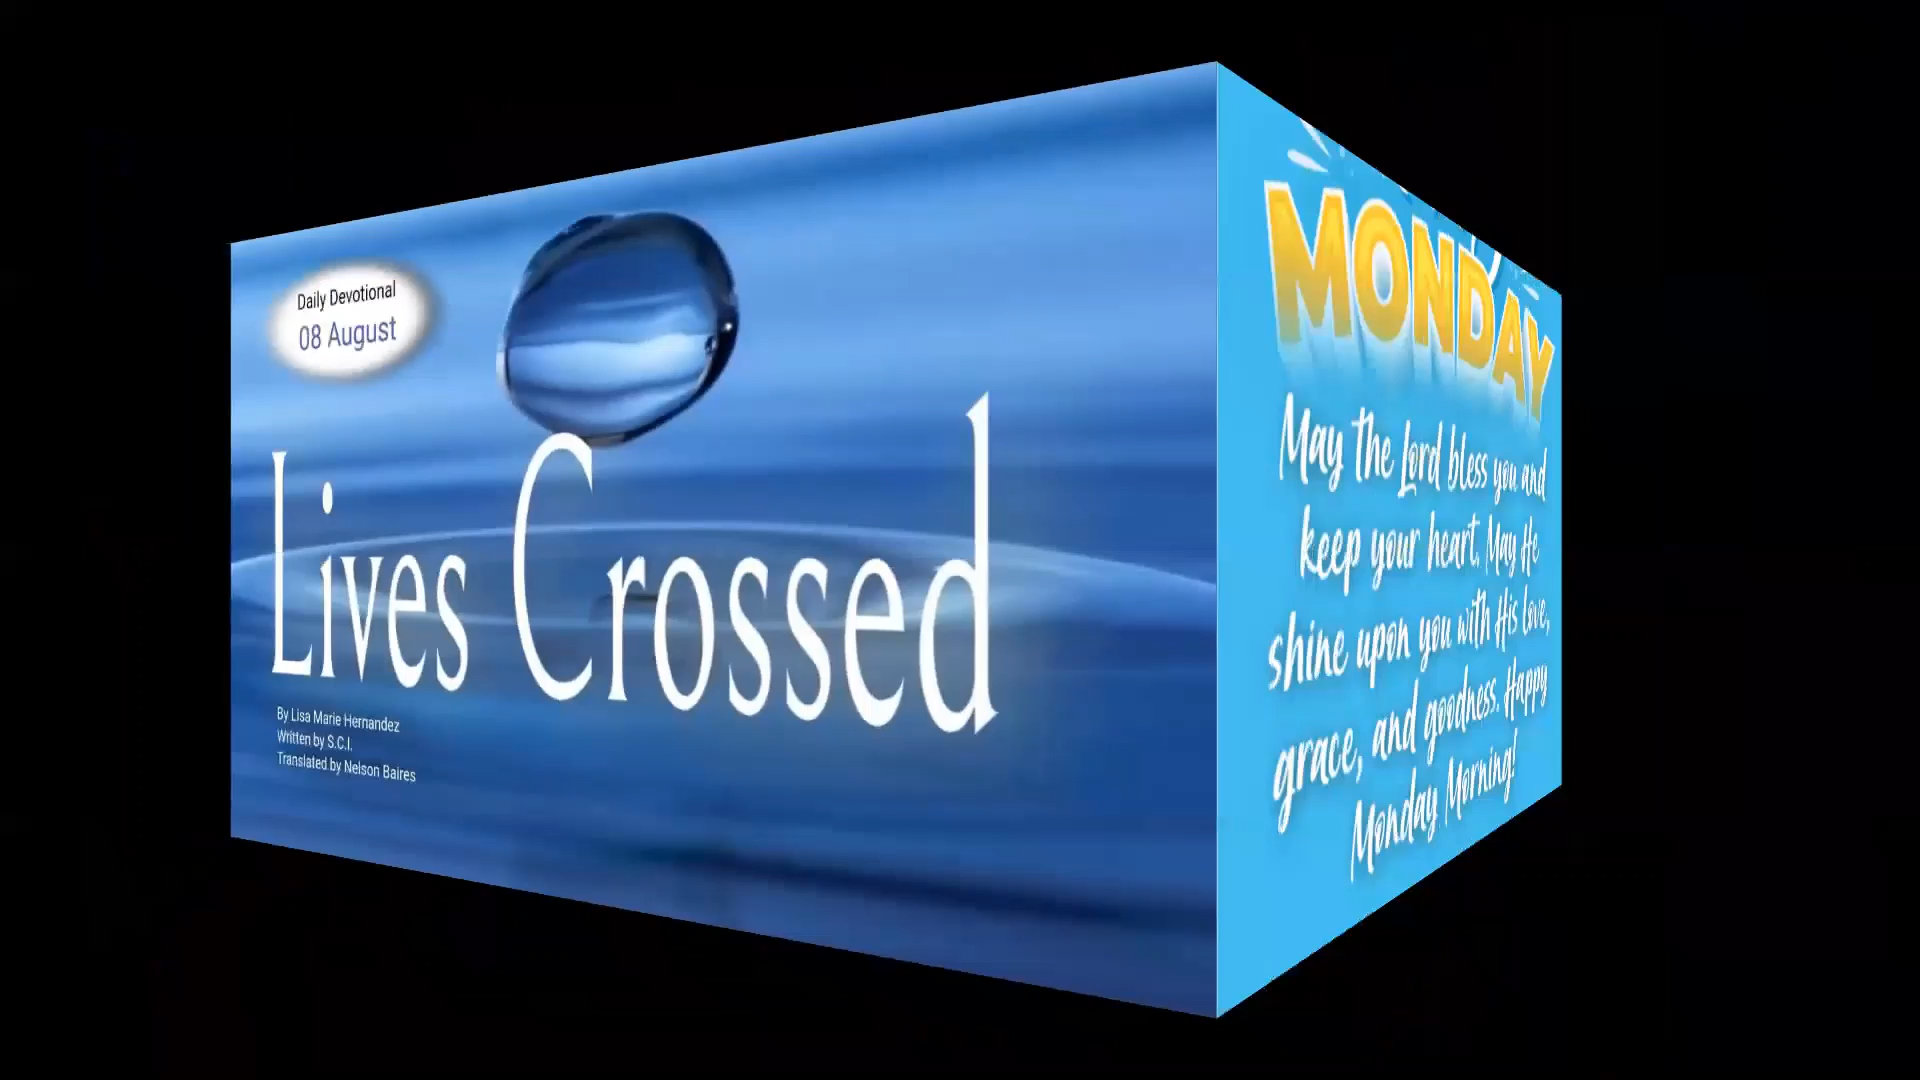 Daily Devotional
08 August
Lives Crossed
By Lisa Marie Hernandez
Written by S.C.I.
Translated by Nelson Baires
MONDAY
May the Lord bless you and
keep your heart. May He
shine upon you with His Love,
grace, and goodness. Happy
Monday Morning!